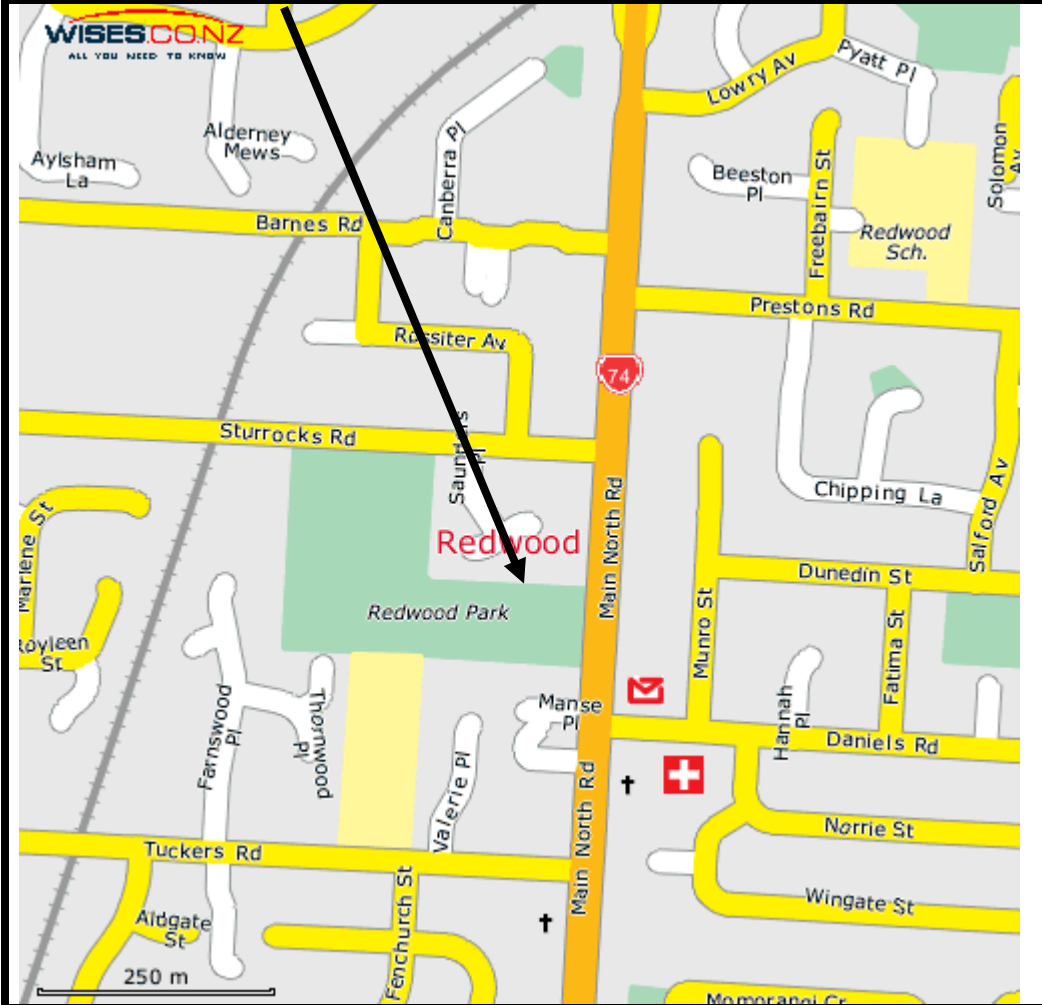 WISES.CO.NZ
ALL YOU NEED TO KNOW
Pyatt Pl
Lowry Av
Alderney
Mews
Canberra Pl
Aylsham
La
Beeston
Pl
Freebairn St
Solomon
Av
Redwood
Sch.
Barnes Rd
Prestons Rd
Rossiter Av
74
Sturrocks Rd
Saunders
Pl
Chipping La
Salford Av
Main North Rd
Marlene St
Redwood
Dunedin St
Redwood Park
Munro St
Fatima St
Royleen
St
Manse
Pl
Hannah
Pl
Farnswood
Pl
Thornwood
Pl
Daniels Rd
Valerie Pl
Main North Rd
Norrie St
Tuckers Rd
Wingate St
Aldgate
St
Fenchurch St
250 m
Momorangi Cr